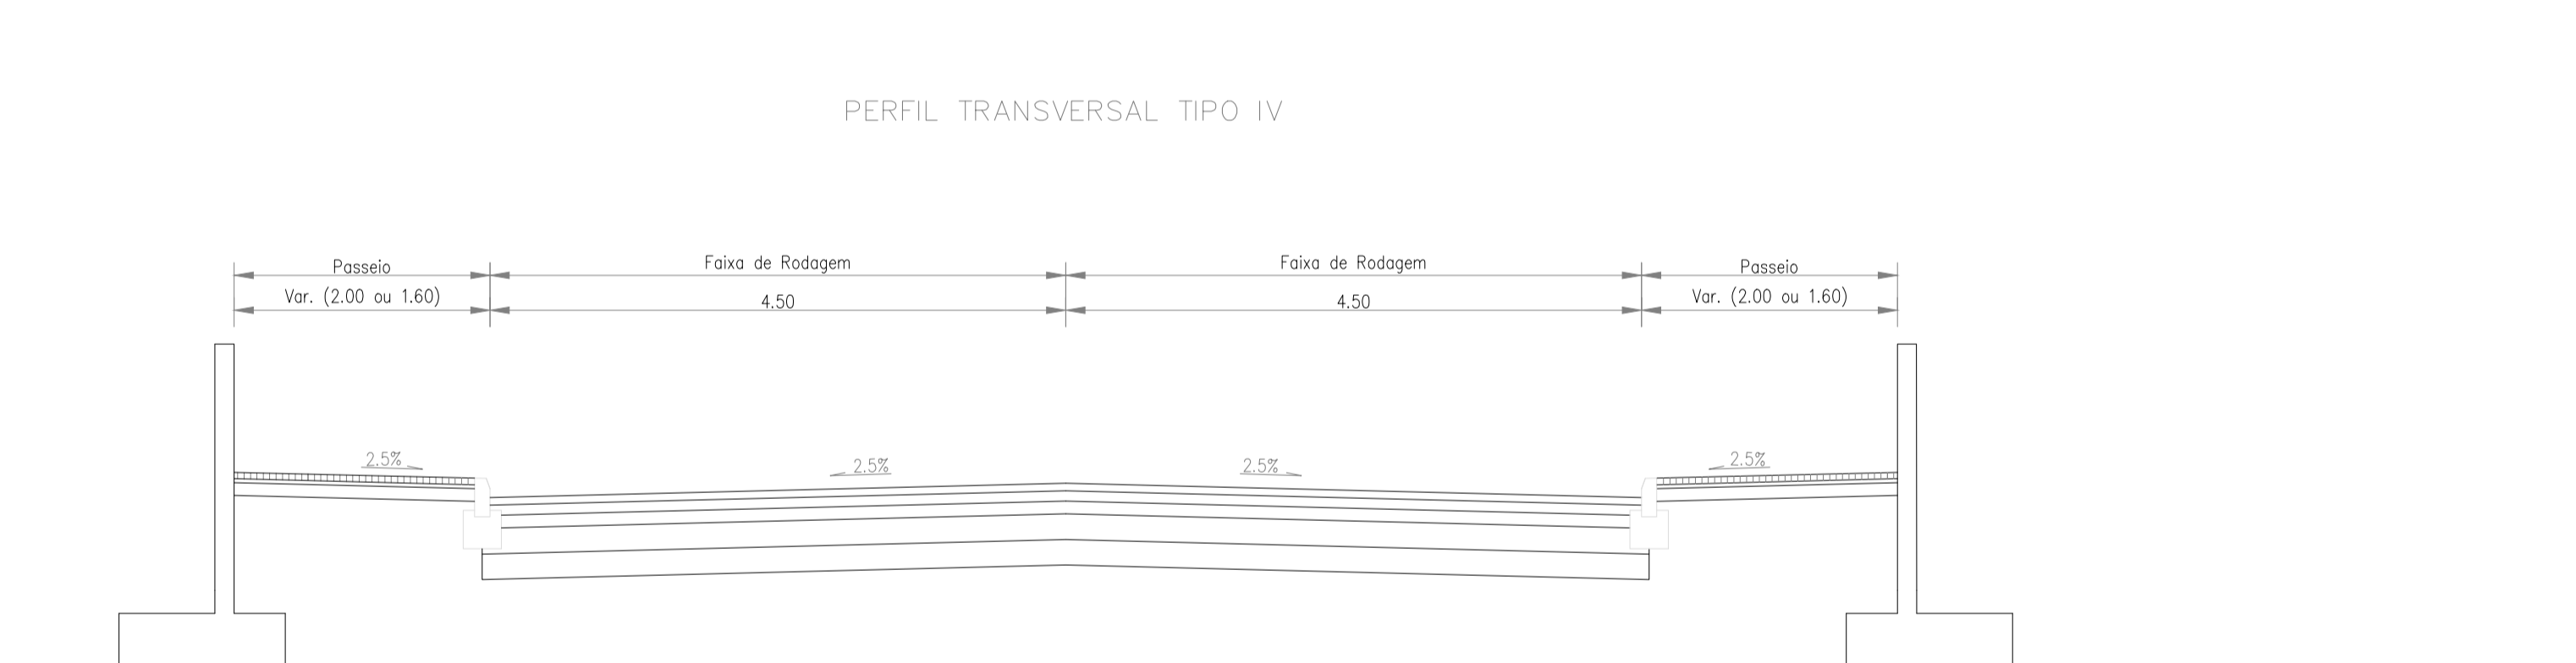 PERFIL TRANSVERSAL TIPO IV
Passeio
Faixa de Rodagem
Faixa de Rodagem
Passeio
Var. (2.00 ou 1.60)
4.50
4.50
Var. (2.00 ou 1.60)
2.5%
2.5%
2.5%
2.5%